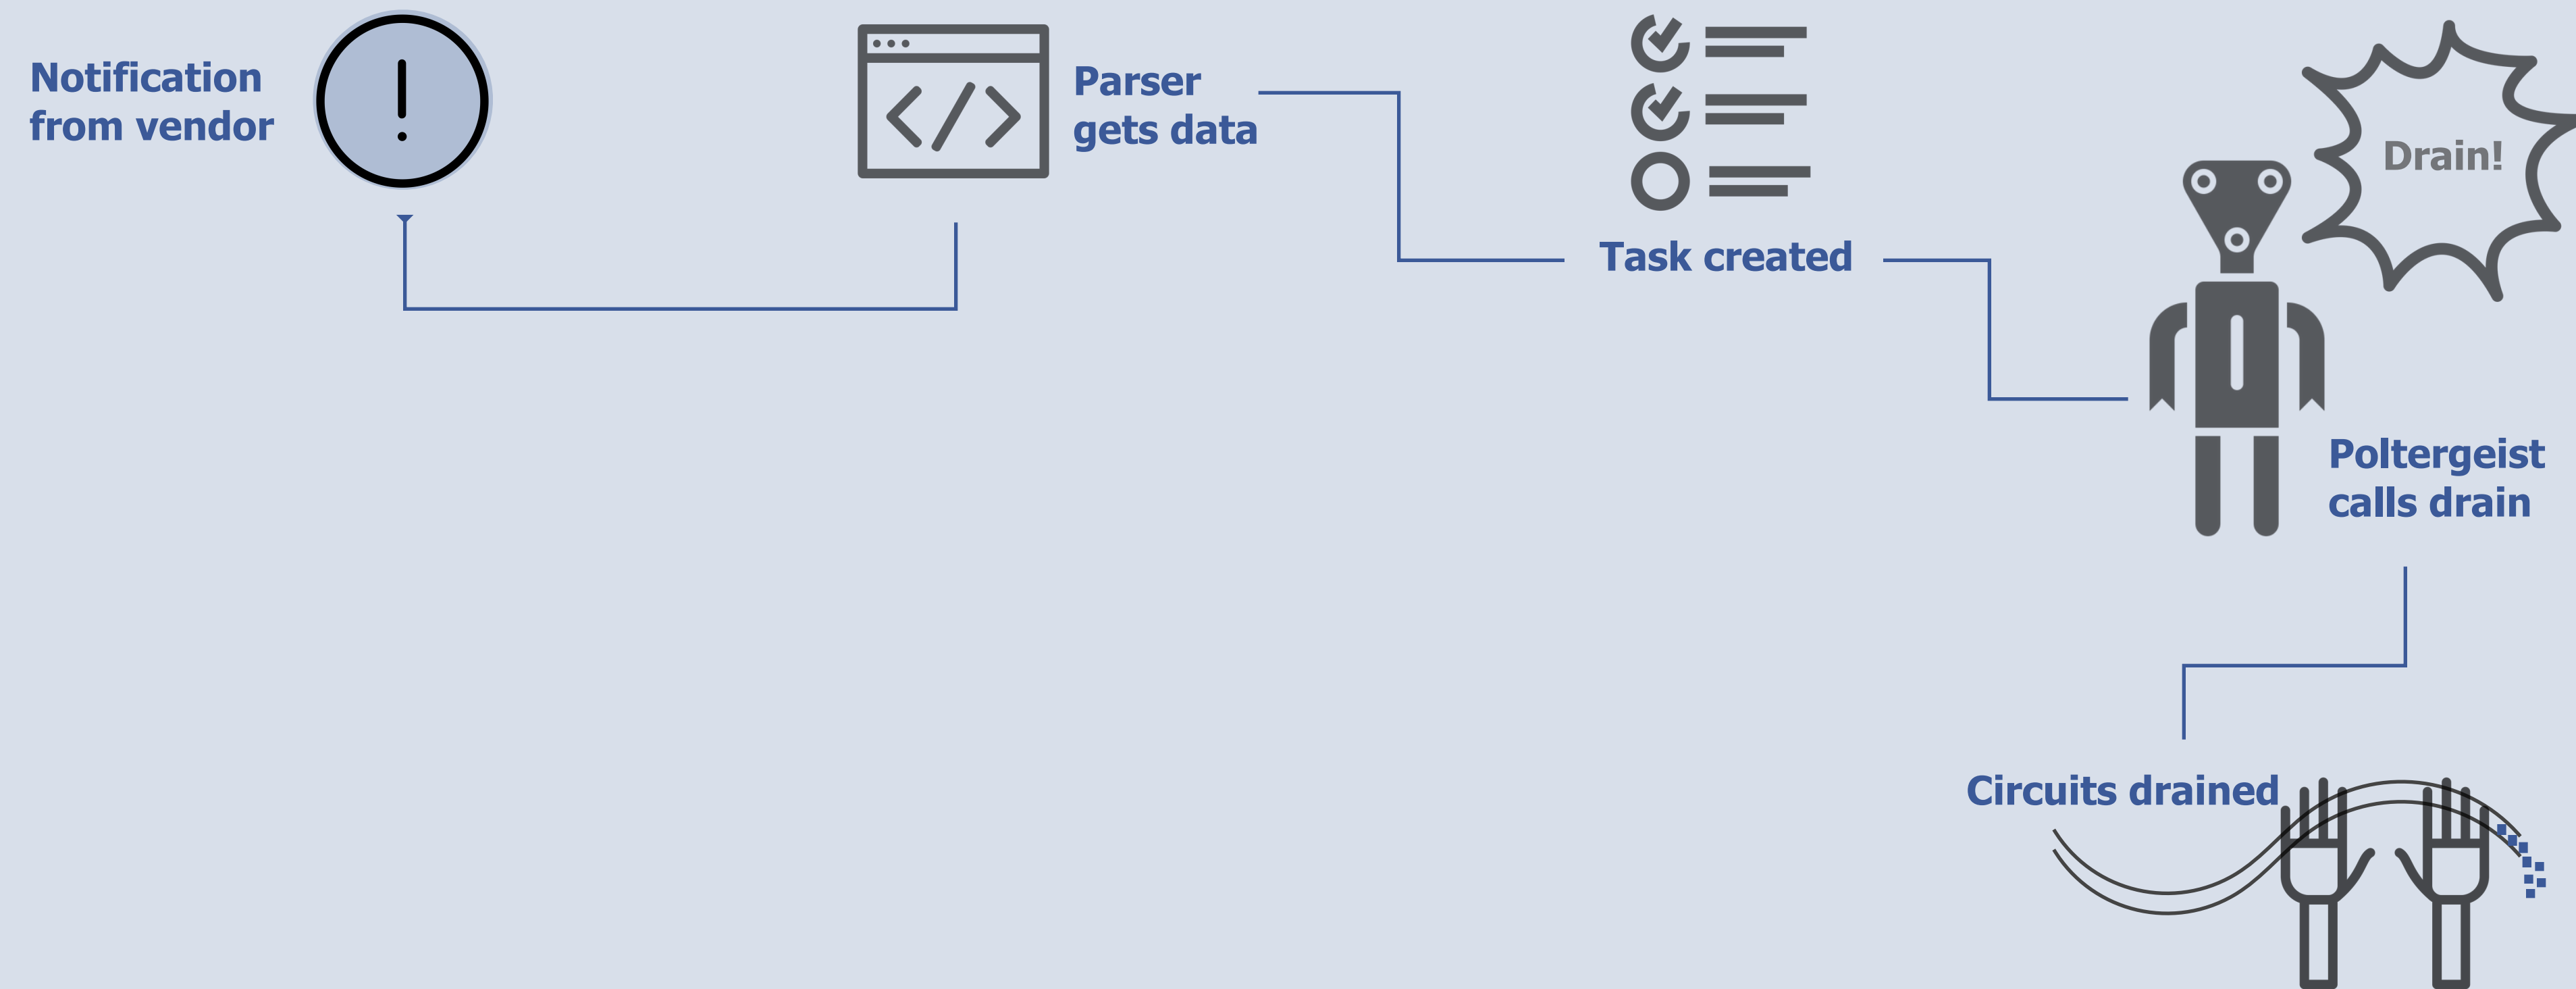 Notification
from vendor
Parser
gets data
Task created
Drain!
Poltergeist
calls drain
Circuits drained